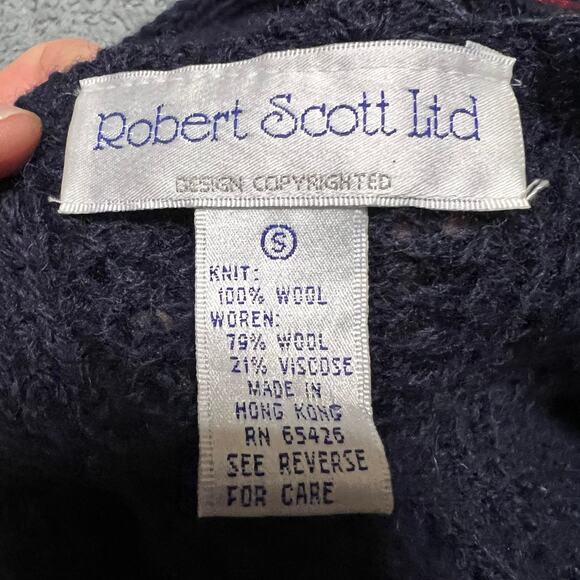 Robert Scott Ltd
DESIGN COPYRIGHTED
S
KNIT:
100% WOOL
WOREN:
79% WOOL
21% VISCOSE
MADE IN
HONG KONG
RN 65426
SEE REVERSE
FOR CARE